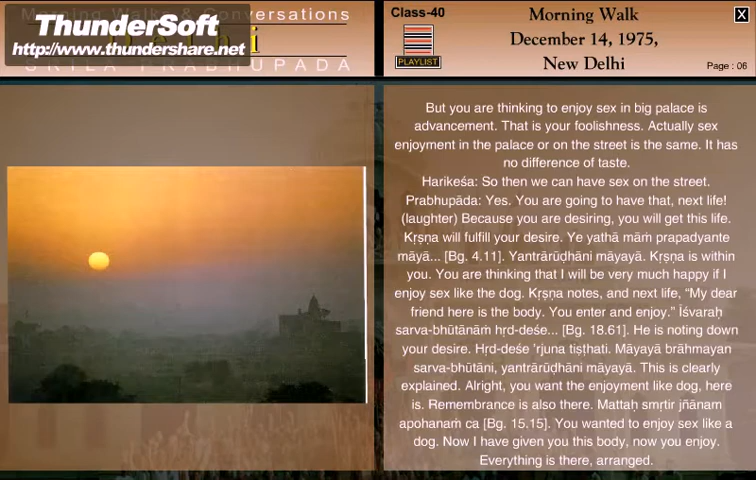 Morning Walks & Conversations
ThunderSoft
http://www.thundershare.net
SRILA PRABHUPADA
Class-40
PLAYLIST
Morning Walk
December 14, 1975,
New Delhi
X
Page : 06
But you are thinking to enjoy sex in big palace is
advancement. That is your foolishness. Actually sex
enjoyment in the palace or on the street is the same. It has
no difference of taste.
Harikeśa: So then we can have sex on the street.
Prabhupāda: Yes. You are going to have that, next life!
(laughter) Because you are desiring, you will get this life.
Kṛṣṇa will fulfill your desire. Ye yathā māṁ prapadyante
māyā... [Bg. 4.11]. Yantrārūḍhāni māyayā. Kṛṣṇa is within
you. You are thinking that I will be very much happy if I
enjoy sex like the dog. Kṛṣṇa notes, and next life, “My dear
friend here is the body. You enter and enjoy.” Īśvaraḥ
sarva-bhūtānāṁ hṛd-deśe... [Bg. 18.61]. He is noting down
your desire. Hṛd-deśe 'rjuna tiṣṭhati. Māyayā brāhmayan
sarva-bhūtāni, yantrārūḍhāni māyayā. This is clearly
explained. Alright, you want the enjoyment like dog, here
is. Remembrance is also there. Mattaḥ smṛtir jñānam
apohanaṁ ca [Bg. 15.15]. You wanted to enjoy sex like a
dog. Now I have given you this body, now you enjoy.
Everything is there, arranged.